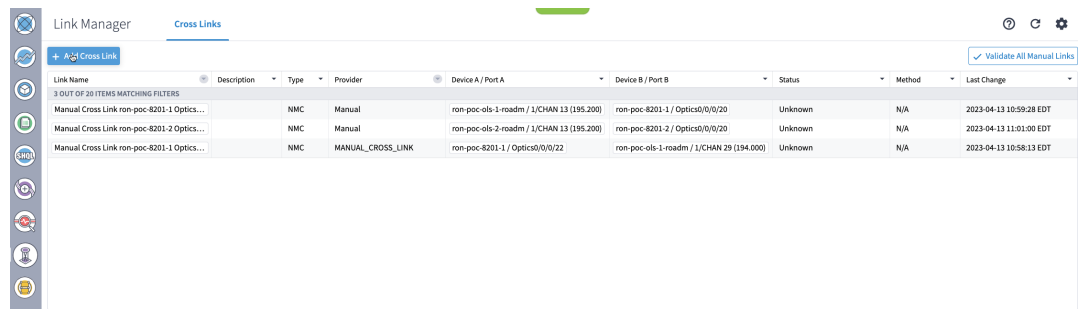 Link Manager
Cross Links
+ Add Cross Link
✓ Validate All Manual Links
Link Name Description Type Provider Device A / Port A Device B / Port B Status Method Last Change
3 OUT OF 20 ITEMS MATCHING FILTERS
Manual Cross Link ron-poc-8201-1 Optics... NMC Manual ron-poc-ols-1-roadm / 1/CHAN 13 (195.200) ron-poc-8201-1 / Optics0/0/0/20 Unknown N/A 2023-04-13 10:59:28 EDT
Manual Cross Link ron-poc-8201-2 Optics... NMC Manual ron-poc-ols-2-roadm / 1/CHAN 13 (195.200) ron-poc-8201-2 / Optics0/0/0/20 Unknown N/A 2023-04-13 11:01:00 EDT
Manual Cross Link ron-poc-8201-1 Optics... NMC MANUAL_CROSS_LINK ron-poc-8201-1 / Optics0/0/0/22 ron-poc-ols-1-roadm / 1/CHAN 29 (194.000) Unknown N/A 2023-04-13 10:58:13 EDT
SHQL